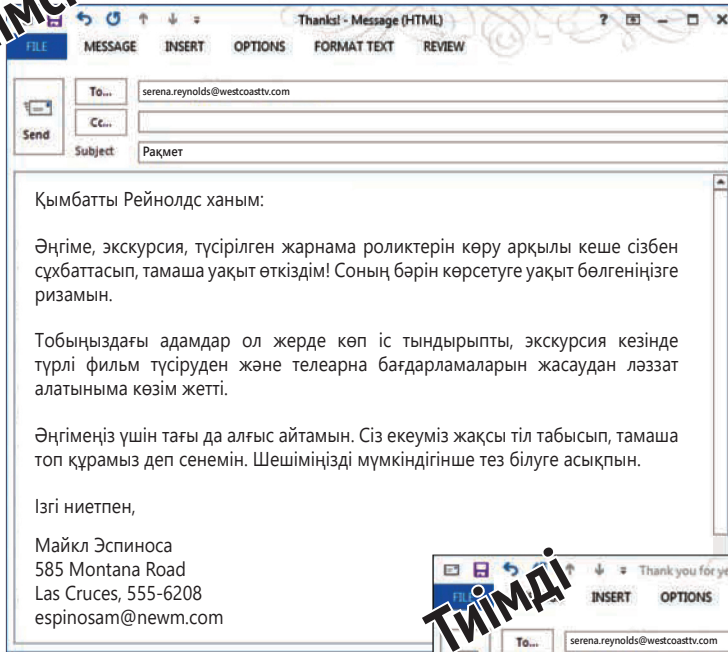 Thanks! - Message (HTML)
FILE MESSAGE INSERT OPTIONS FORMAT TEXT REVIEW
To... serena.reynolds@westcoasttv.com
Cc...
Send
Subject Рақмет
Қымбатты Рейнолдс ханым:
Әңгіме, экскурсия, түсірілген жарнама роликтерін көру арқылы кеше сізбен
сұхбаттасып, тамаша уақыт өткіздім! Соның бәрін көрсетуге уақыт бөлгеніңізге
ризамын.
Тобыңыздағы адамдар ол жерде көп іс тындырыпты, экскурсия кезінде
түрлі фильм түсіруден және телеарна бағдарламаларын жасаудан ләззат
алатыныма көзім жетті.
Әңгімеңіз үшін тағы да алғыс айтамын. Сіз екеуміз жақсы тіл табысып, тамаша
топ құрамыз деп сенемін. Шешіміңізді мүмкіндігінше тез білуге асықпын.
Ізгі ниетпен,
Майкл Эспиноса
585 Montana Road
Las Cruces, 555-6208
espinosam@newm.com
Тиімді
Thank you for
INSERT OPTIONS
To... serena.reynolds@westcoasttv.com